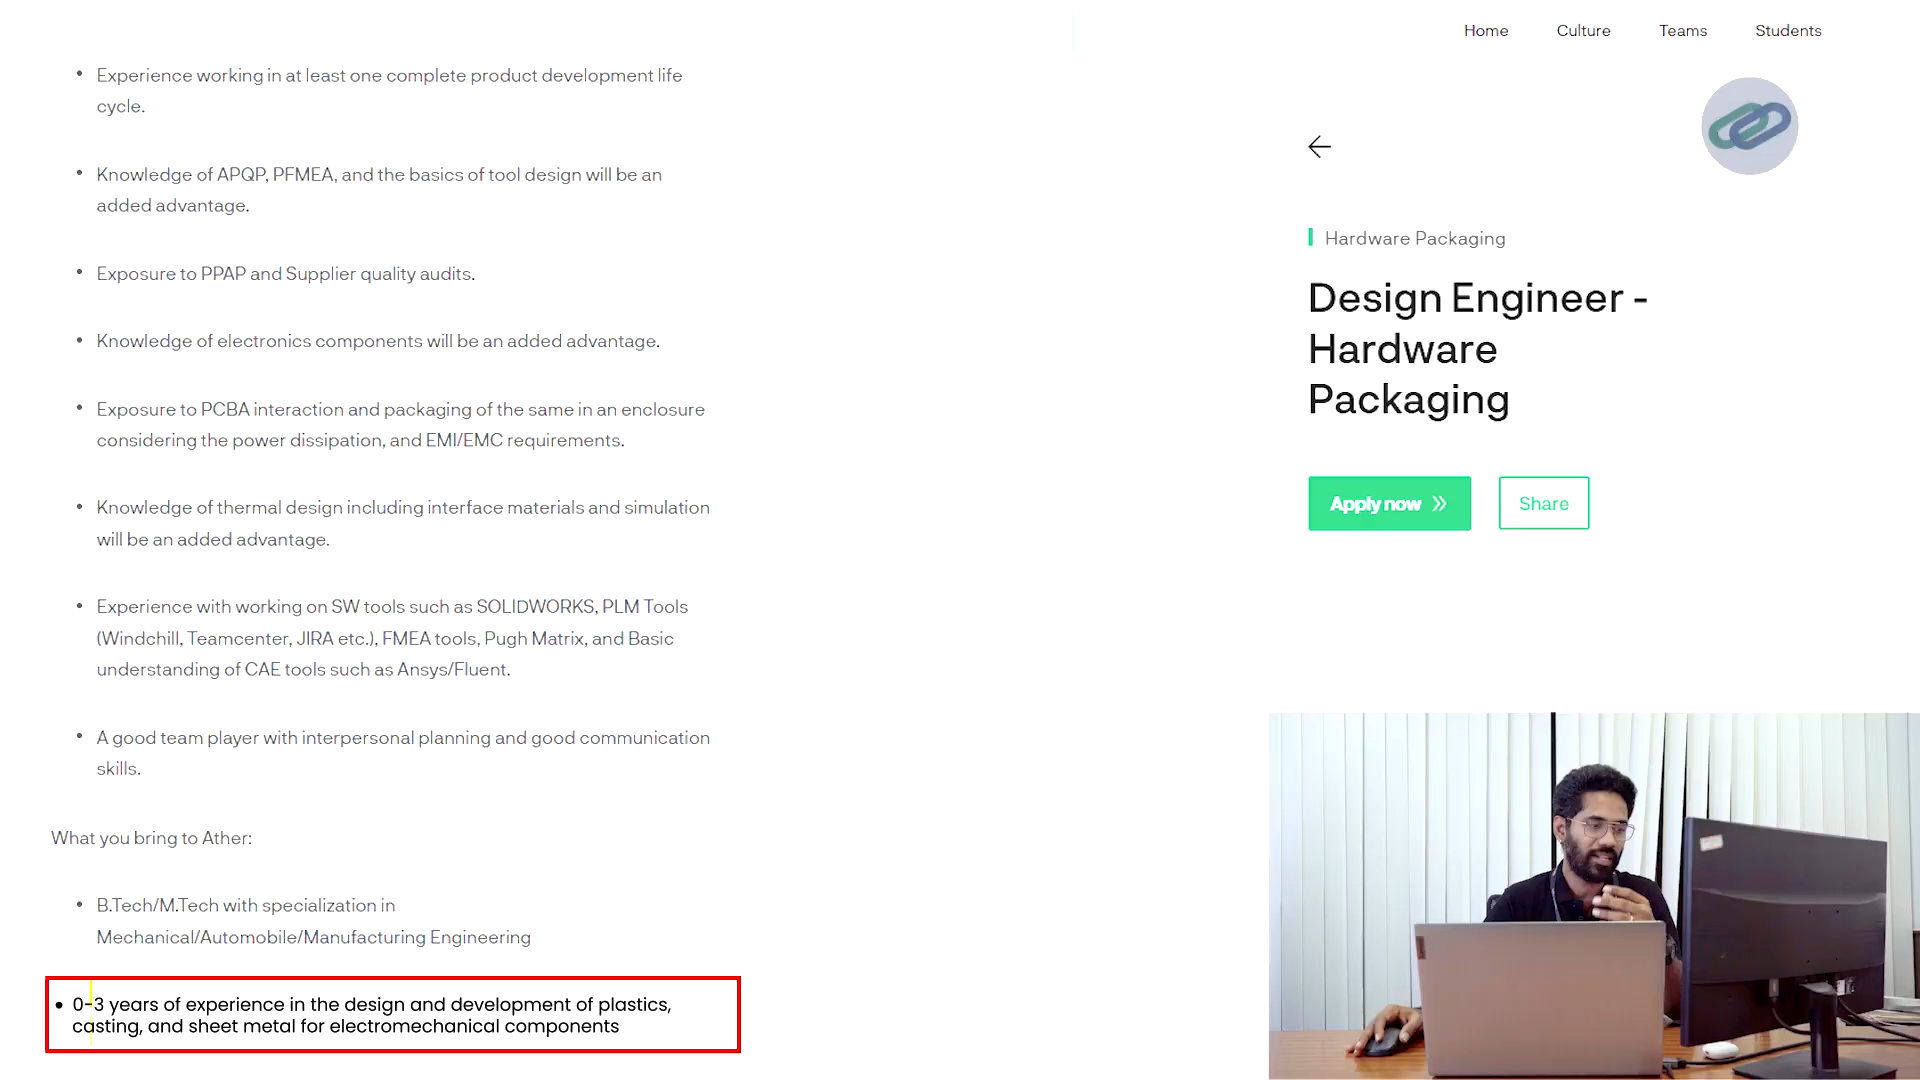 Home Culture Teams Students
• Experience working in at least one complete product development life
cycle.
• Knowledge of APQP, PFMEA, and the basics of tool design will be an
added advantage.
• Exposure to PPAP and Supplier quality audits.
• Knowledge of electronics components will be an added advantage.
• Exposure to PCBA interaction and packaging of the same in an enclosure
considering the power dissipation, and EMI/EMC requirements.
• Knowledge of thermal design including interface materials and simulation
will be an added advantage.
• Experience with working on SW tools such as SOLIDWORKS, PLM Tools
(Windchill, Teamcenter, JIRA etc.), FMEA tools, Pugh Matrix, and Basic
understanding of CAE tools such as Ansys/Fluent.
• A good team player with interpersonal planning and good communication
skills.
What you bring to Ather:
• B.Tech/M.Tech with specialization in
Mechanical/Automobile/Manufacturing Engineering
• 0-3 years of experience in the design and development of plastics,
casting, and sheet metal for electromechanical components
Hardware Packaging
Design Engineer -
Hardware
Packaging
Apply now »
Share